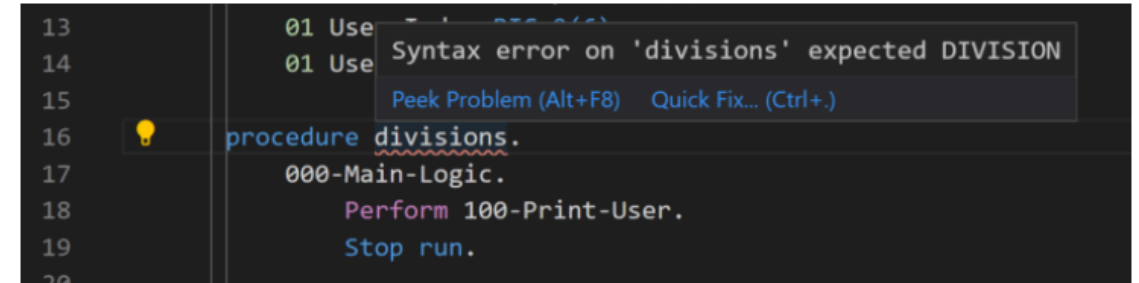 13 01 Use
Syntax error on 'divisions' expected DIVISION
14 01 Use
15 Peek Problem (Alt+F8) Quick Fix... (Ctrl+.)
16 procedure divisions.
17 000-Main-Logic.
18 Perform 100-Print-User.
19 Stop run.
20